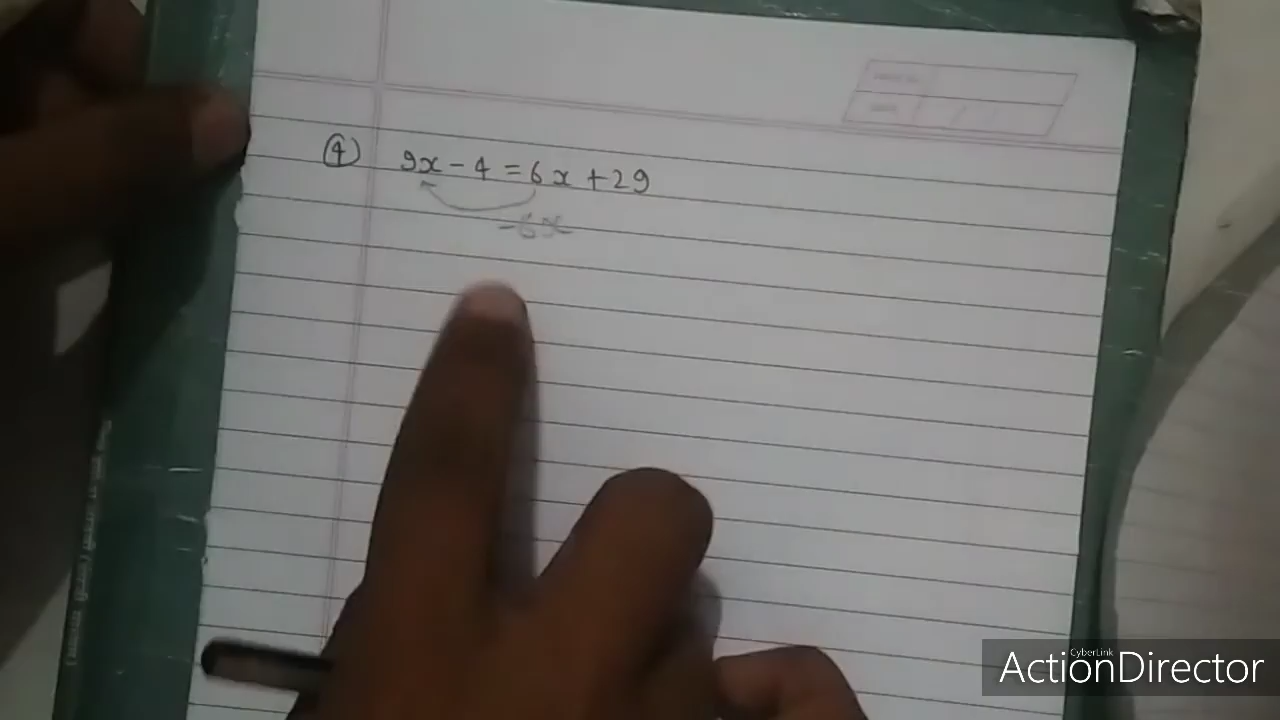 ④ 9x - 4 = 6x + 29
-6x
CyberLink
ActionDirector